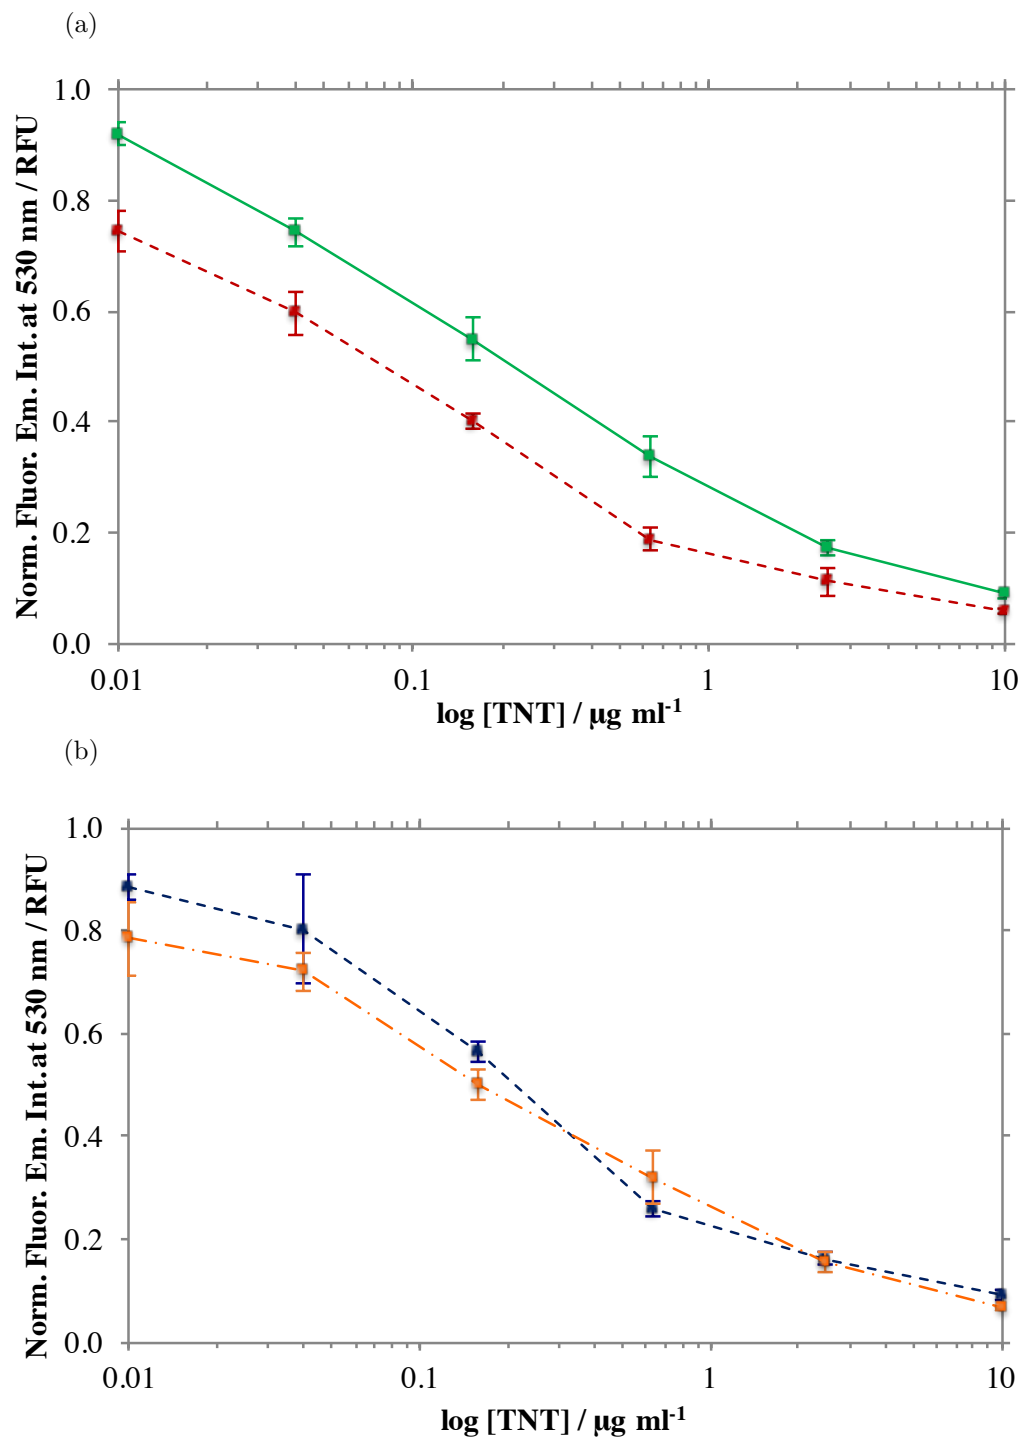 (a)
1.0
0.8
0.6
0.4
0.2
0.0
Norm. Fluor. Em. Int. at 530 nm / RFU
0.01 0.1 1 10
log [TNT] / µg ml-1
(b)
1.0
0.8
0.6
0.4
0.2
0.0
Norm. Fluor. Em. Int. at 530 nm / RFU
0.01 0.1 1 10
log [TNT] / µg ml-1